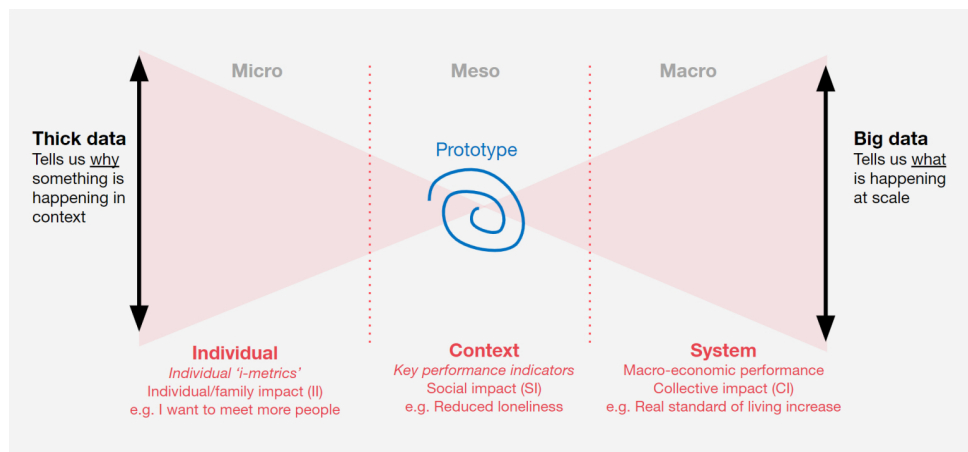 Micro
Meso
Macro
Thick data
Tells us why
something is
happening in
context
Prototype
Big data
Tells us what
is happening
at scale
Individual
Individual ‘i-metrics’
Individual/family impact (II)
e.g. I want to meet more people
Context
Key performance indicators
Social impact (SI)
e.g. Reduced loneliness
System
Macro-economic performance
Collective impact (CI)
e.g. Real standard of living increase